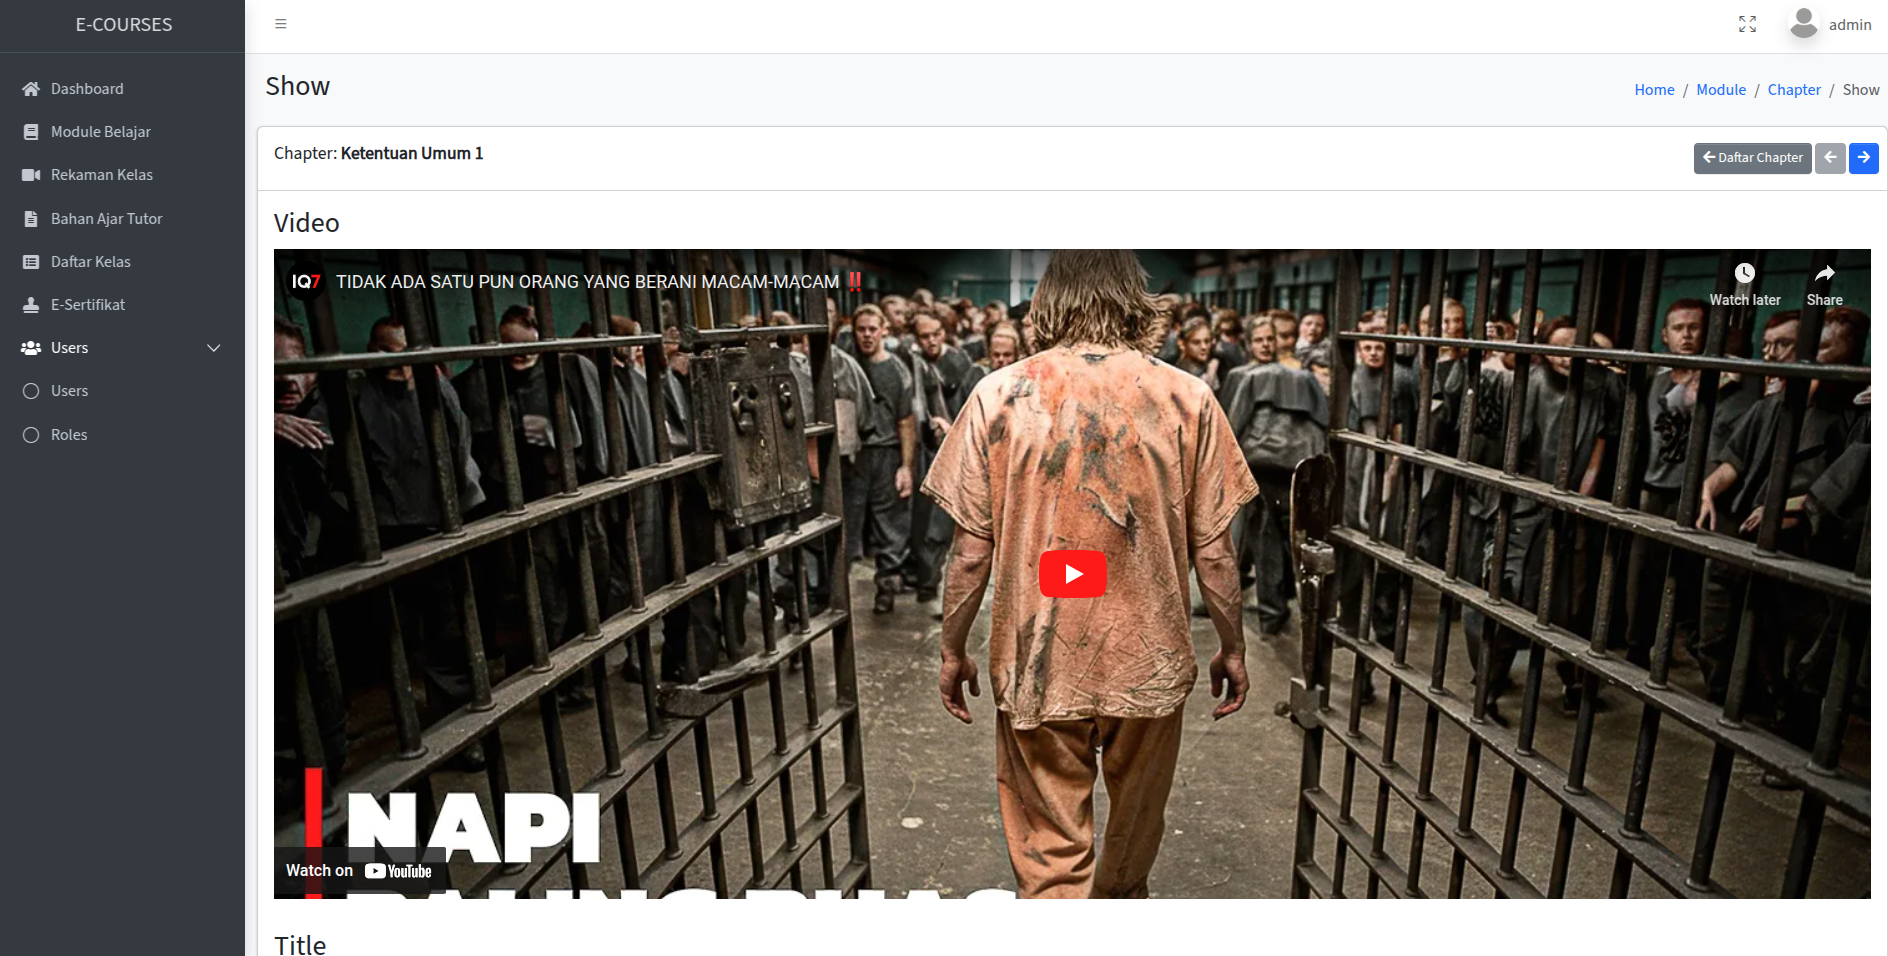 E-COURSES
admin
Dashboard
Module Belajar
Rekaman Kelas
Bahan Ajar Tutor
Daftar Kelas
E-Sertifikat
Users
Users
Roles
Show
Home / Module / Chapter / Show
Chapter: Ketentuan Umum 1
Daftar Chapter
Video
IQ7
TIDAK ADA SATU PUN ORANG YANG BERANI MACAM-MACAM ‼
Watch later
Share
NAPI
Watch on YouTube
Title